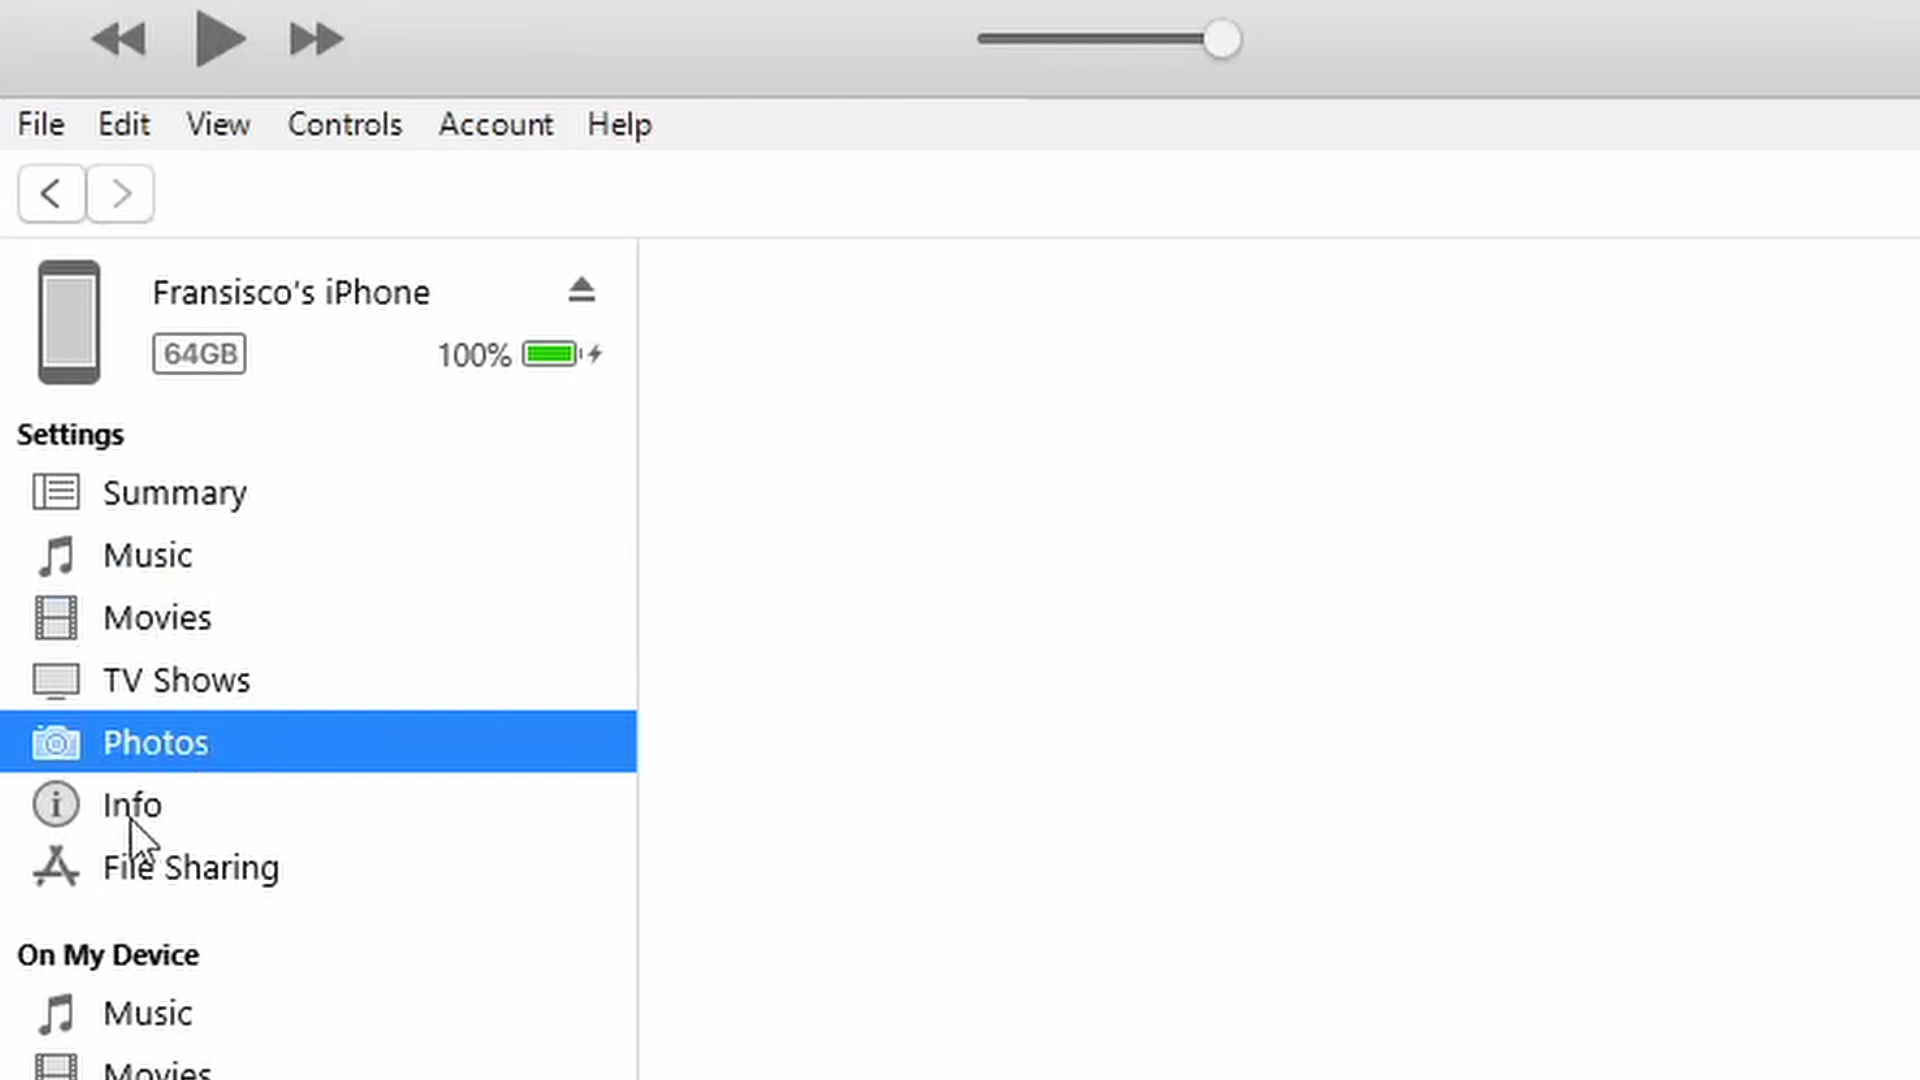 File Edit View Controls Account Help
Fransisco's iPhone
64GB 100%
Settings
Summary
Music
Movies
TV Shows
Photos
Info
File Sharing
On My Device
Music
Movies